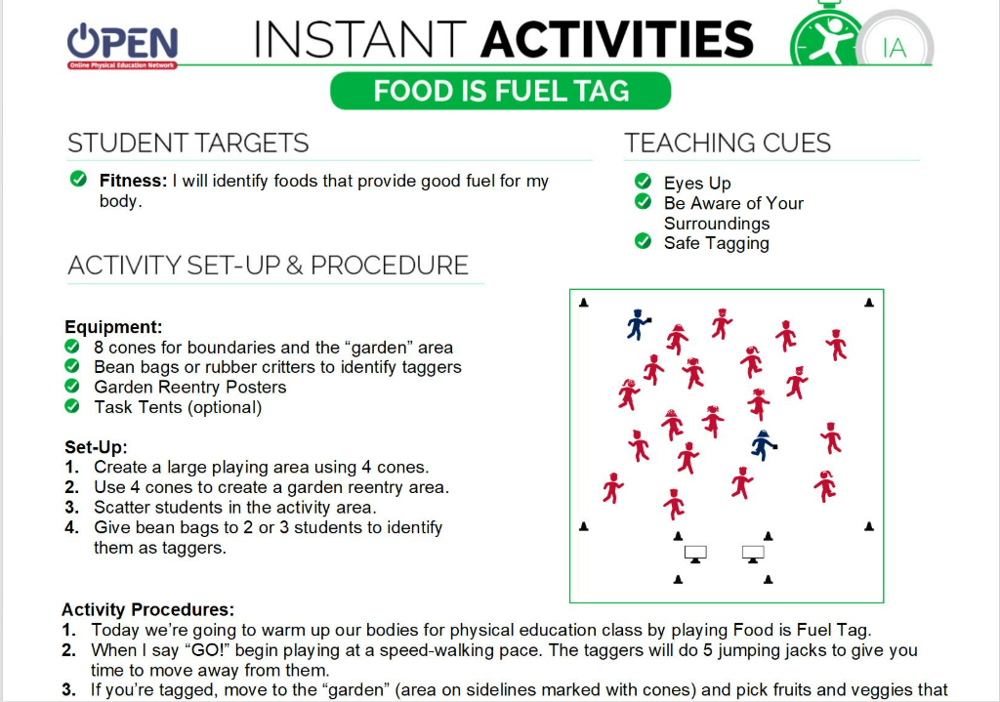 OPEN
Online Physical Education Network
INSTANT ACTIVITIES
IA
FOOD IS FUEL TAG
STUDENT TARGETS
Fitness: I will identify foods that provide good fuel for my
body.
TEACHING CUES
Eyes Up
Be Aware of Your
Surroundings
Safe Tagging
ACTIVITY SET-UP & PROCEDURE
Equipment:
8 cones for boundaries and the “garden” area
Bean bags or rubber critters to identify taggers
Garden Reentry Posters
Task Tents (optional)
Set-Up:
1. Create a large playing area using 4 cones.
2. Use 4 cones to create a garden reentry area.
3. Scatter students in the activity area.
4. Give bean bags to 2 or 3 students to identify
them as taggers.
Activity Procedures:
1. Today we’re going to warm up our bodies for physical education class by playing Food is Fuel Tag.
2. When I say “GO!” begin playing at a speed-walking pace. The taggers will do 5 jumping jacks to give you
time to move away from them.
3. If you’re tagged, move to the “garden” (area on sidelines marked with cones) and pick fruits and veggies that